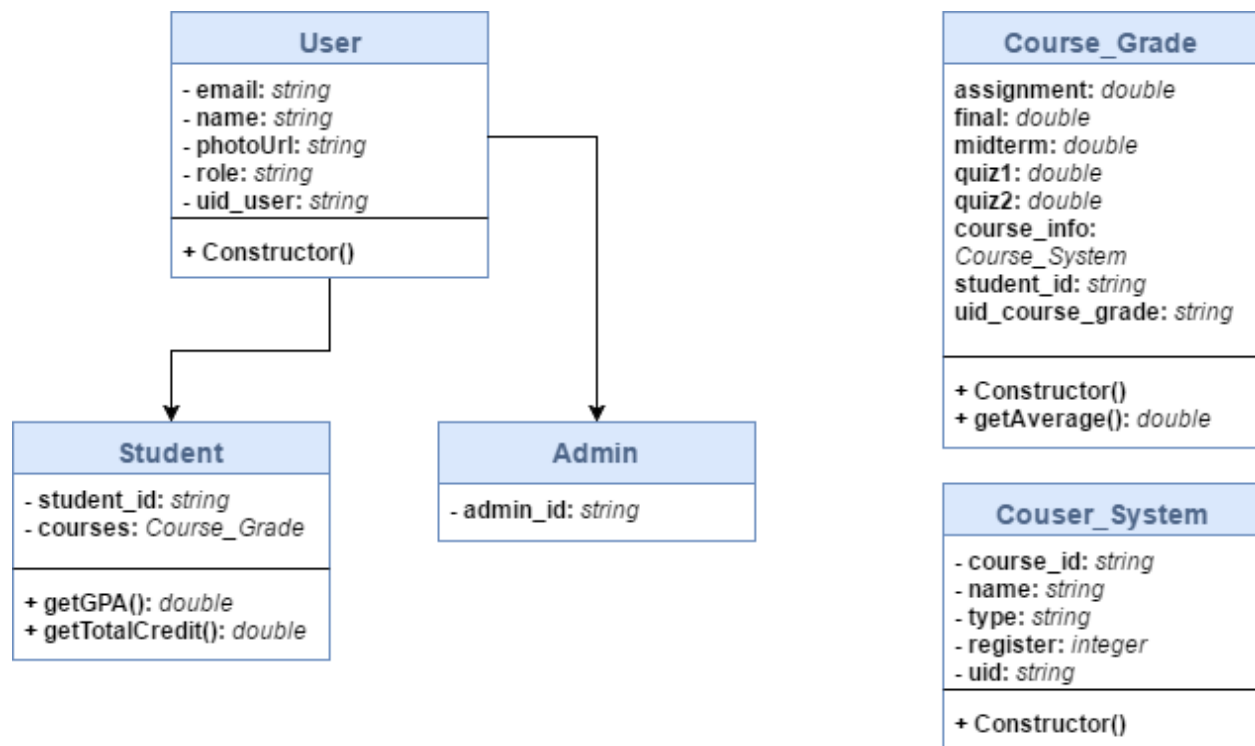 User
- email: string
- name: string
- photoUrl: string
- role: string
- uid_user: string
+ Constructor()
Student
- student_id: string
- courses: Course_Grade
+ getGPA(): double
+ getTotalCredit(): double
Admin
- admin_id: string
Course_Grade
assignment: double
final: double
midterm: double
quiz1: double
quiz2: double
course_info:
Course_System
student_id: string
uid_course_grade: string
+ Constructor()
+ getAverage(): double
Couser_System
- course_id: string
- name: string
- type: string
- register: integer
- uid: string
+ Constructor()